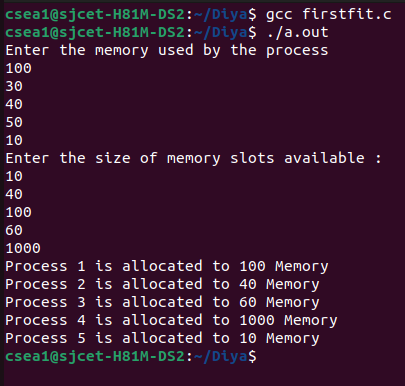 csea1@sjcet-H81M-DS2:~/Diya$ gcc firstfit.c
csea1@sjcet-H81M-DS2:~/Diya$ ./a.out
Enter the memory used by the process
100
30
40
50
10
Enter the size of memory slots available :
10
40
100
60
1000
Process 1 is allocated to 100 Memory
Process 2 is allocated to 40 Memory
Process 3 is allocated to 60 Memory
Process 4 is allocated to 1000 Memory
Process 5 is allocated to 10 Memory
csea1@sjcet-H81M-DS2:~/Diya$